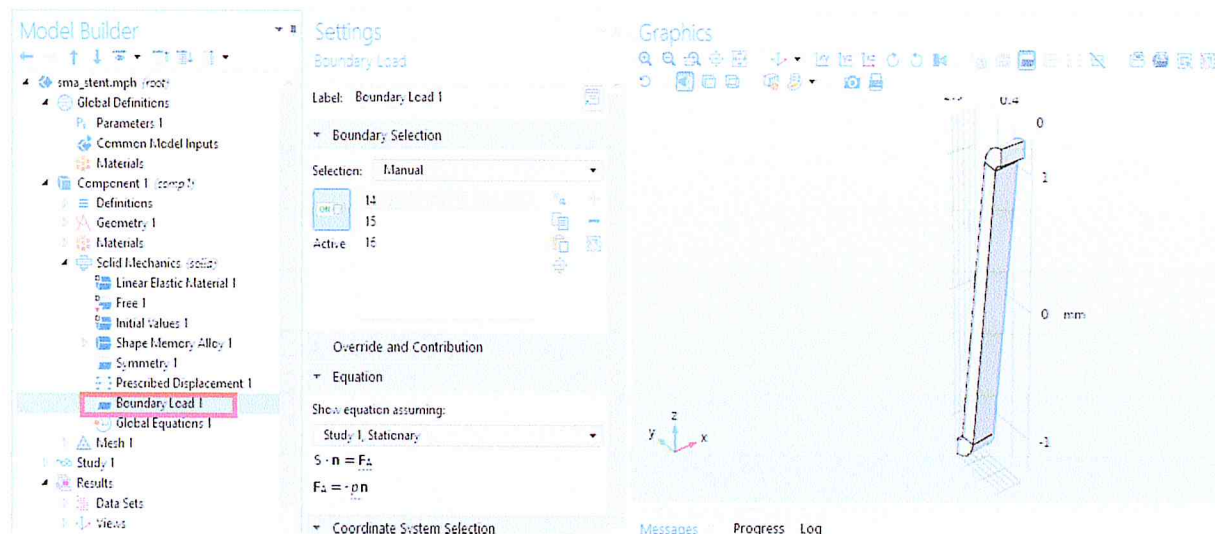 Model Builder
sma_stent.mph (root)
Global Definitions
Pi Parameters 1
Common Model Inputs
Materials
Component 1 (comp1)
Definitions
Geometry 1
Materials
Solid Mechanics (solid)
Linear Elastic Material 1
Free 1
Initial Values 1
Shape Memory Alloy 1
Symmetry 1
Prescribed Displacement 1
Boundary Load 1
Global Equations 1
Mesh 1
Study 1
Results
Data Sets
Views
Settings
Boundary Load
Label: Boundary Load 1
Boundary Selection
Selection: Manual
ON
Active
14
15
16
Override and Contribution
Equation
Show equation assuming:
Study 1, Stationary
S · n = FA
FA = -pn
Coordinate System Selection
Graphics
0.4
0
1
0 mm
-1
z
y x
Messages Progress Log